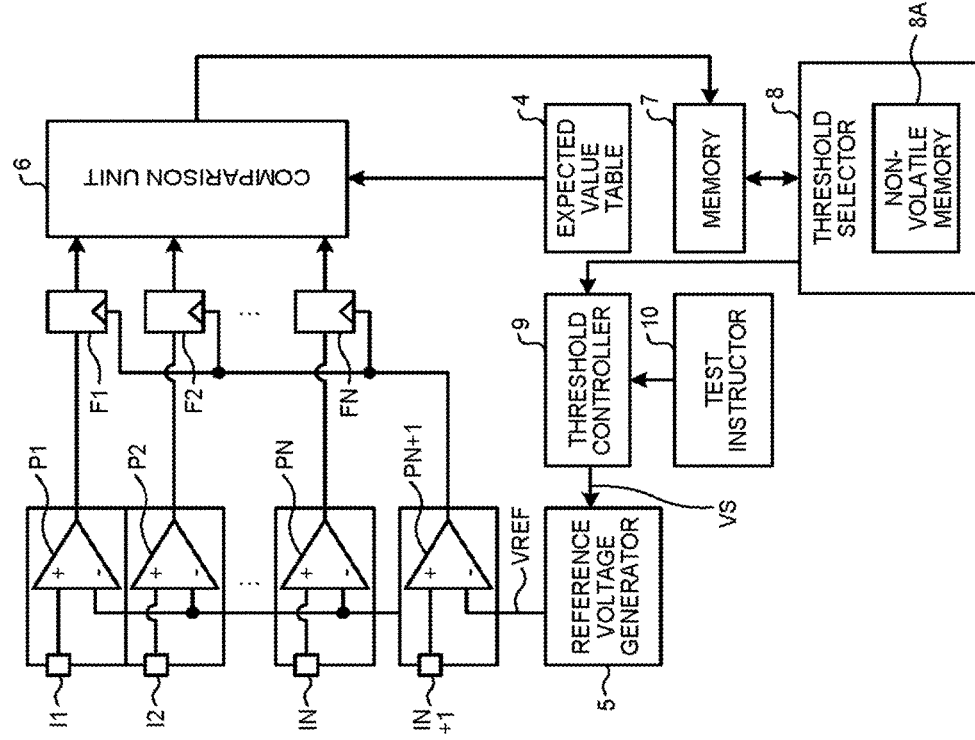 I1
I2
IN
IN
+1
+
-
P1
+
-
P2
...
+
-
PN
+
-
PN+1
VREF
F1
F2
...
FN
6
COMPARISON UNIT
4
EXPECTED
VALUE
TABLE
7
MEMORY
8
THRESHOLD
SELECTOR
8A
NON-
VOLATILE
MEMORY
9
THRESHOLD
CONTROLLER
10
TEST
INSTRUCTOR
VS
REFERENCE
VOLTAGE
GENERATOR
5